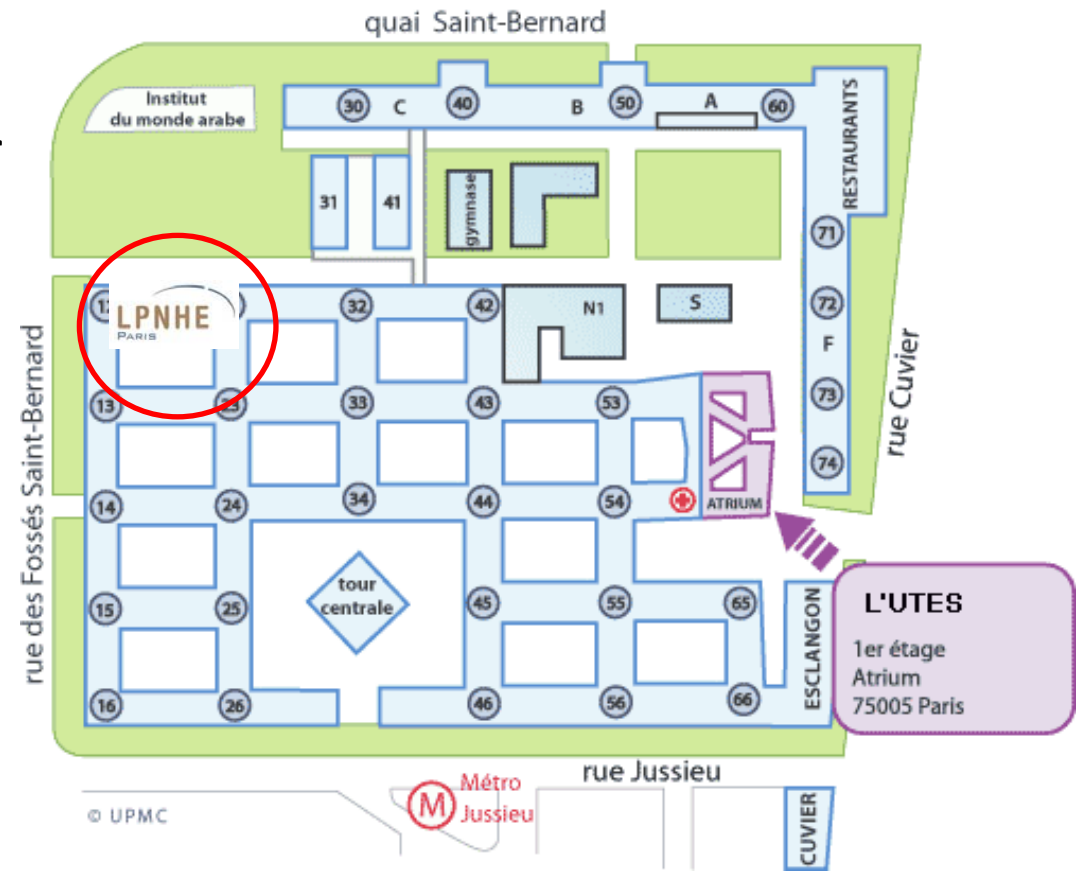 quai Saint-Bernard
Institut
du monde arabe
30
C
40
B
50
A
60
RESTAURANTS
31
41
gymnase
71
LPNHE
PARIS
32
42
N1
S
72
F
rue des Fossés Saint-Bernard
rue Cuvier
13
23
33
43
53
73
74
14
24
34
44
54
ATRIUM
tour
centrale
15
25
45
55
65
ESCLANGON
L'UTES
1er étage
Atrium
75005 Paris
16
26
46
56
66
rue Jussieu
M
Métro
Jussieu
© UPMC
CUVIER